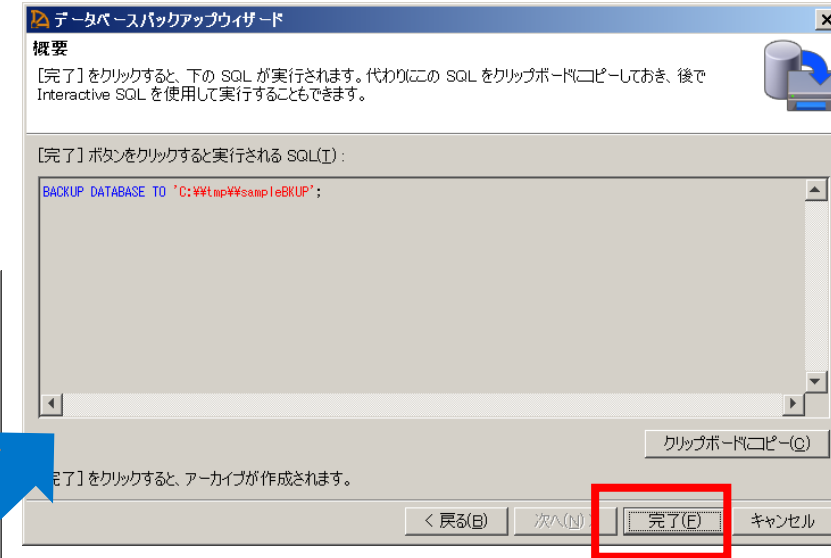 データベースバックアップウィザード
概要
[完了] をクリックすると、下の SQL が実行されます。代わりにこの SQL をクリップボードにコピーしておき、後で
Interactive SQL を使用して実行することもできます。
[完了] ボタンをクリックすると実行される SQL(T) :
BACKUP DATABASE TO 'C:¥¥tmp¥¥sampleBKUP';
クリップボードにコピー(C)
完了] をクリックすると、アーカイブが作成されます。
< 戻る(B) 次へ(N) 完了(F) キャンセル